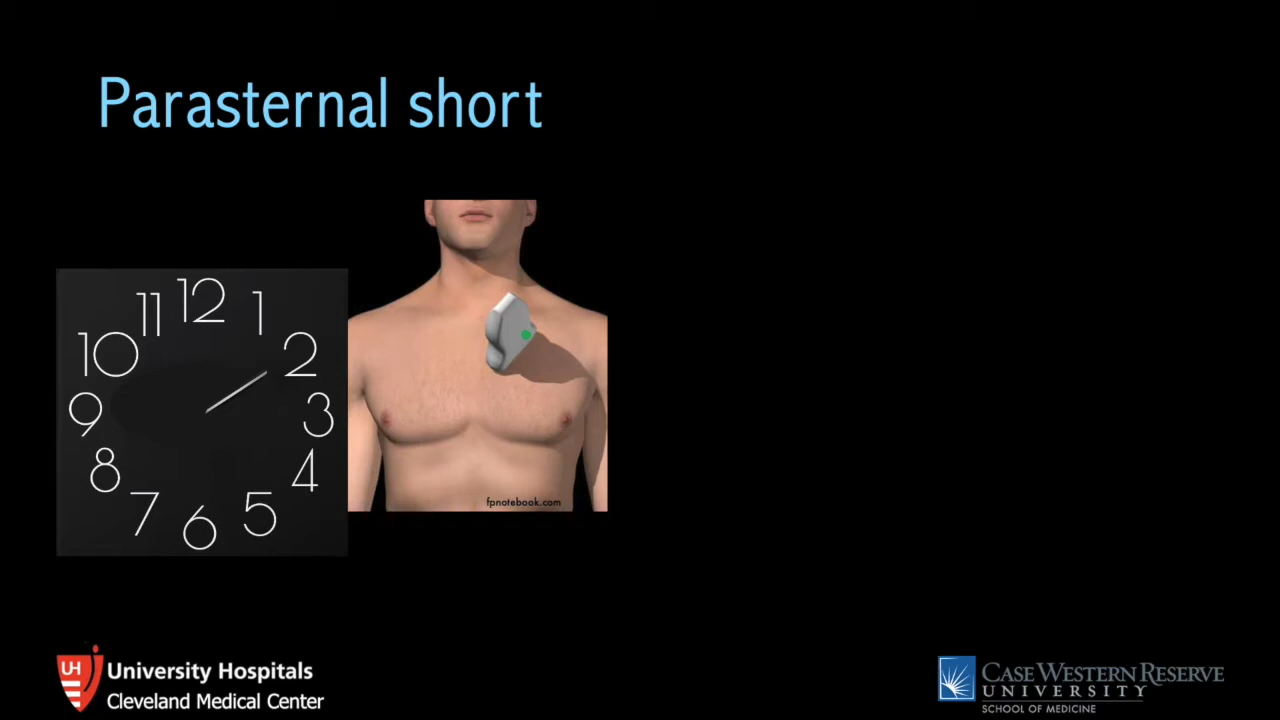 Parasternal short
12
11
1
10
2
9
3
8
4
7
5
6
fpnotebook.com
UH
University Hospitals
Cleveland Medical Center
CASE WESTERN RESERVE
UNIVERSITY
SCHOOL OF MEDICINE